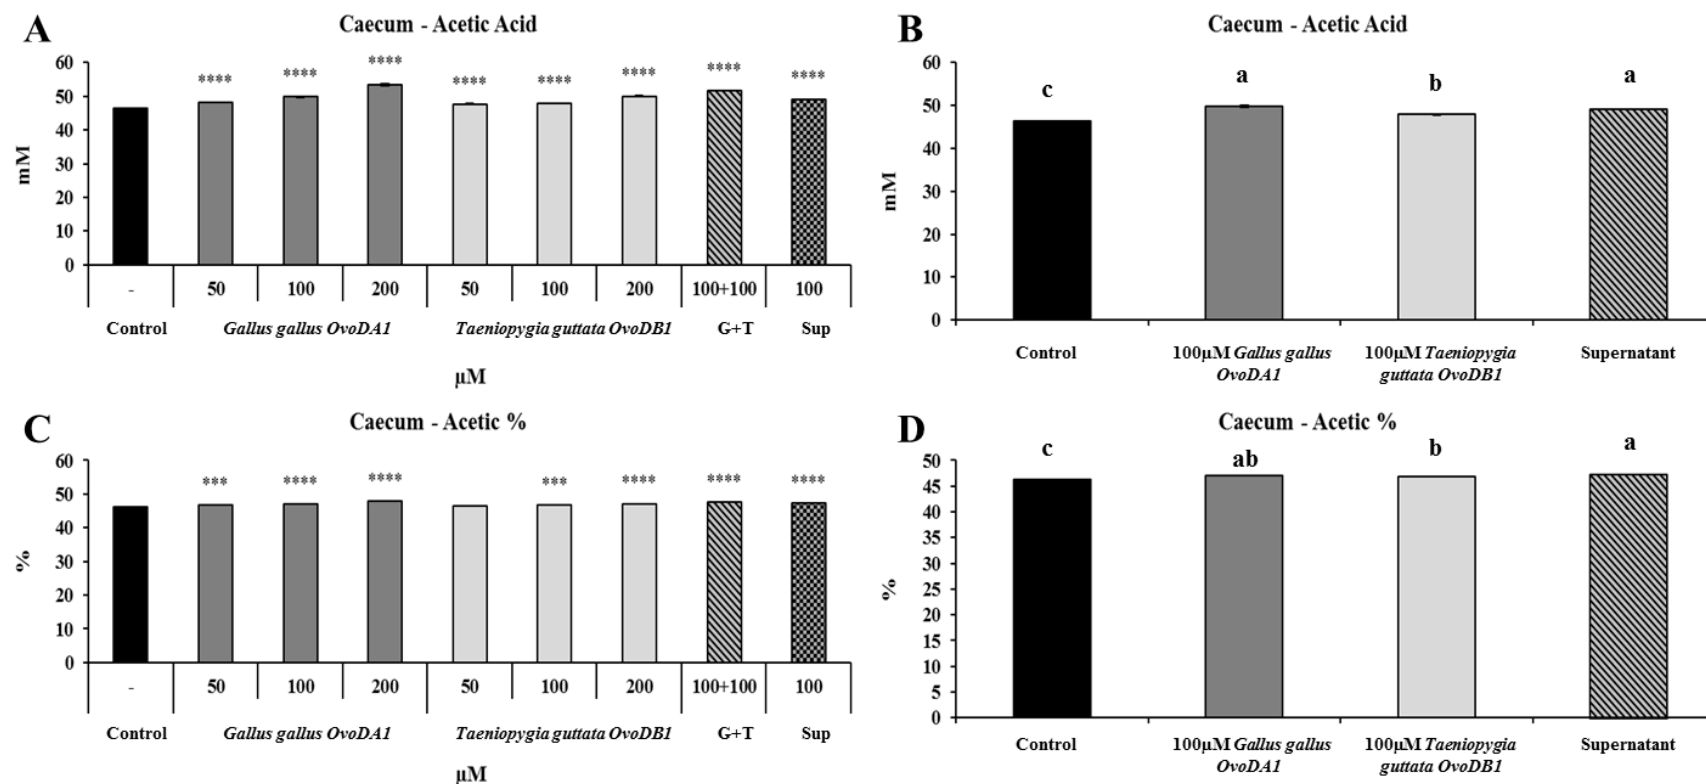 A
Caecum - Acetic Acid
60
50
40
30
20
10
0
mM
**** **** **** **** **** **** **** ****
- 50 100 200 50 100 200 100+100 100
Control Gallus gallus OvoDA1 Taeniopygia guttata OvoDB1 G+T Sup
µM
B
Caecum - Acetic Acid
60
50
40
30
20
10
0
mM
c a b a
Control 100µM Gallus gallus 100µM Taeniopygia Supernatant
OvoDA1 guttata OvoDB1
C
Caecum - Acetic %
60
50
40
30
20
10
0
%
*** **** **** *** **** **** ****
- 50 100 200 50 100 200 100+100 100
Control Gallus gallus OvoDA1 Taeniopygia guttata OvoDB1 G+T Sup
µM
D
Caecum - Acetic %
50
45
40
35
30
25
20
15
10
5
0
%
c ab b a
Control 100µM Gallus gallus 100µM Taeniopygia Supernatant
OvoDA1 guttata OvoDB1